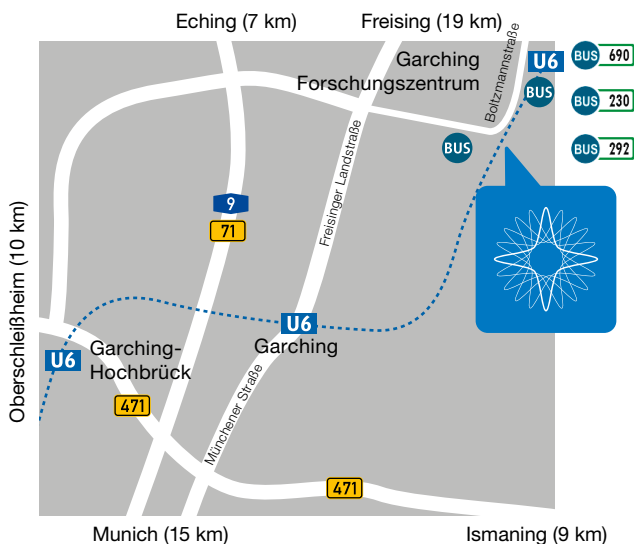 Eching (7 km)
Freising (19 km)
Garching
Forschungszentrum
Boltzmannstraße
U6
BUS 690
BUS
BUS 230
BUS
BUS 292
Freisinger Landstraße
9
71
Oberschleißheim (10 km)
U6
Garching
U6
Garching-
Hochbrück
Münchener Straße
471
471
Munich (15 km)
Ismaning (9 km)